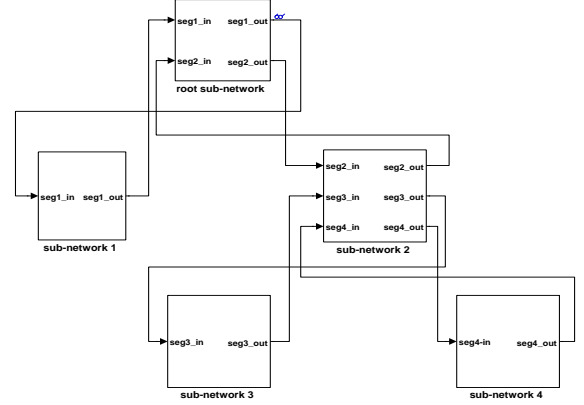 seg1_in seg1_out
seg2_in seg2_out
root sub-network
seg1_in seg1_out
sub-network 1
seg2_in seg2_out
seg3_in seg3_out
seg4_in seg4_out
sub-network 2
seg3_in seg3_out
sub-network 3
seg4-in seg4_out
sub-network 4